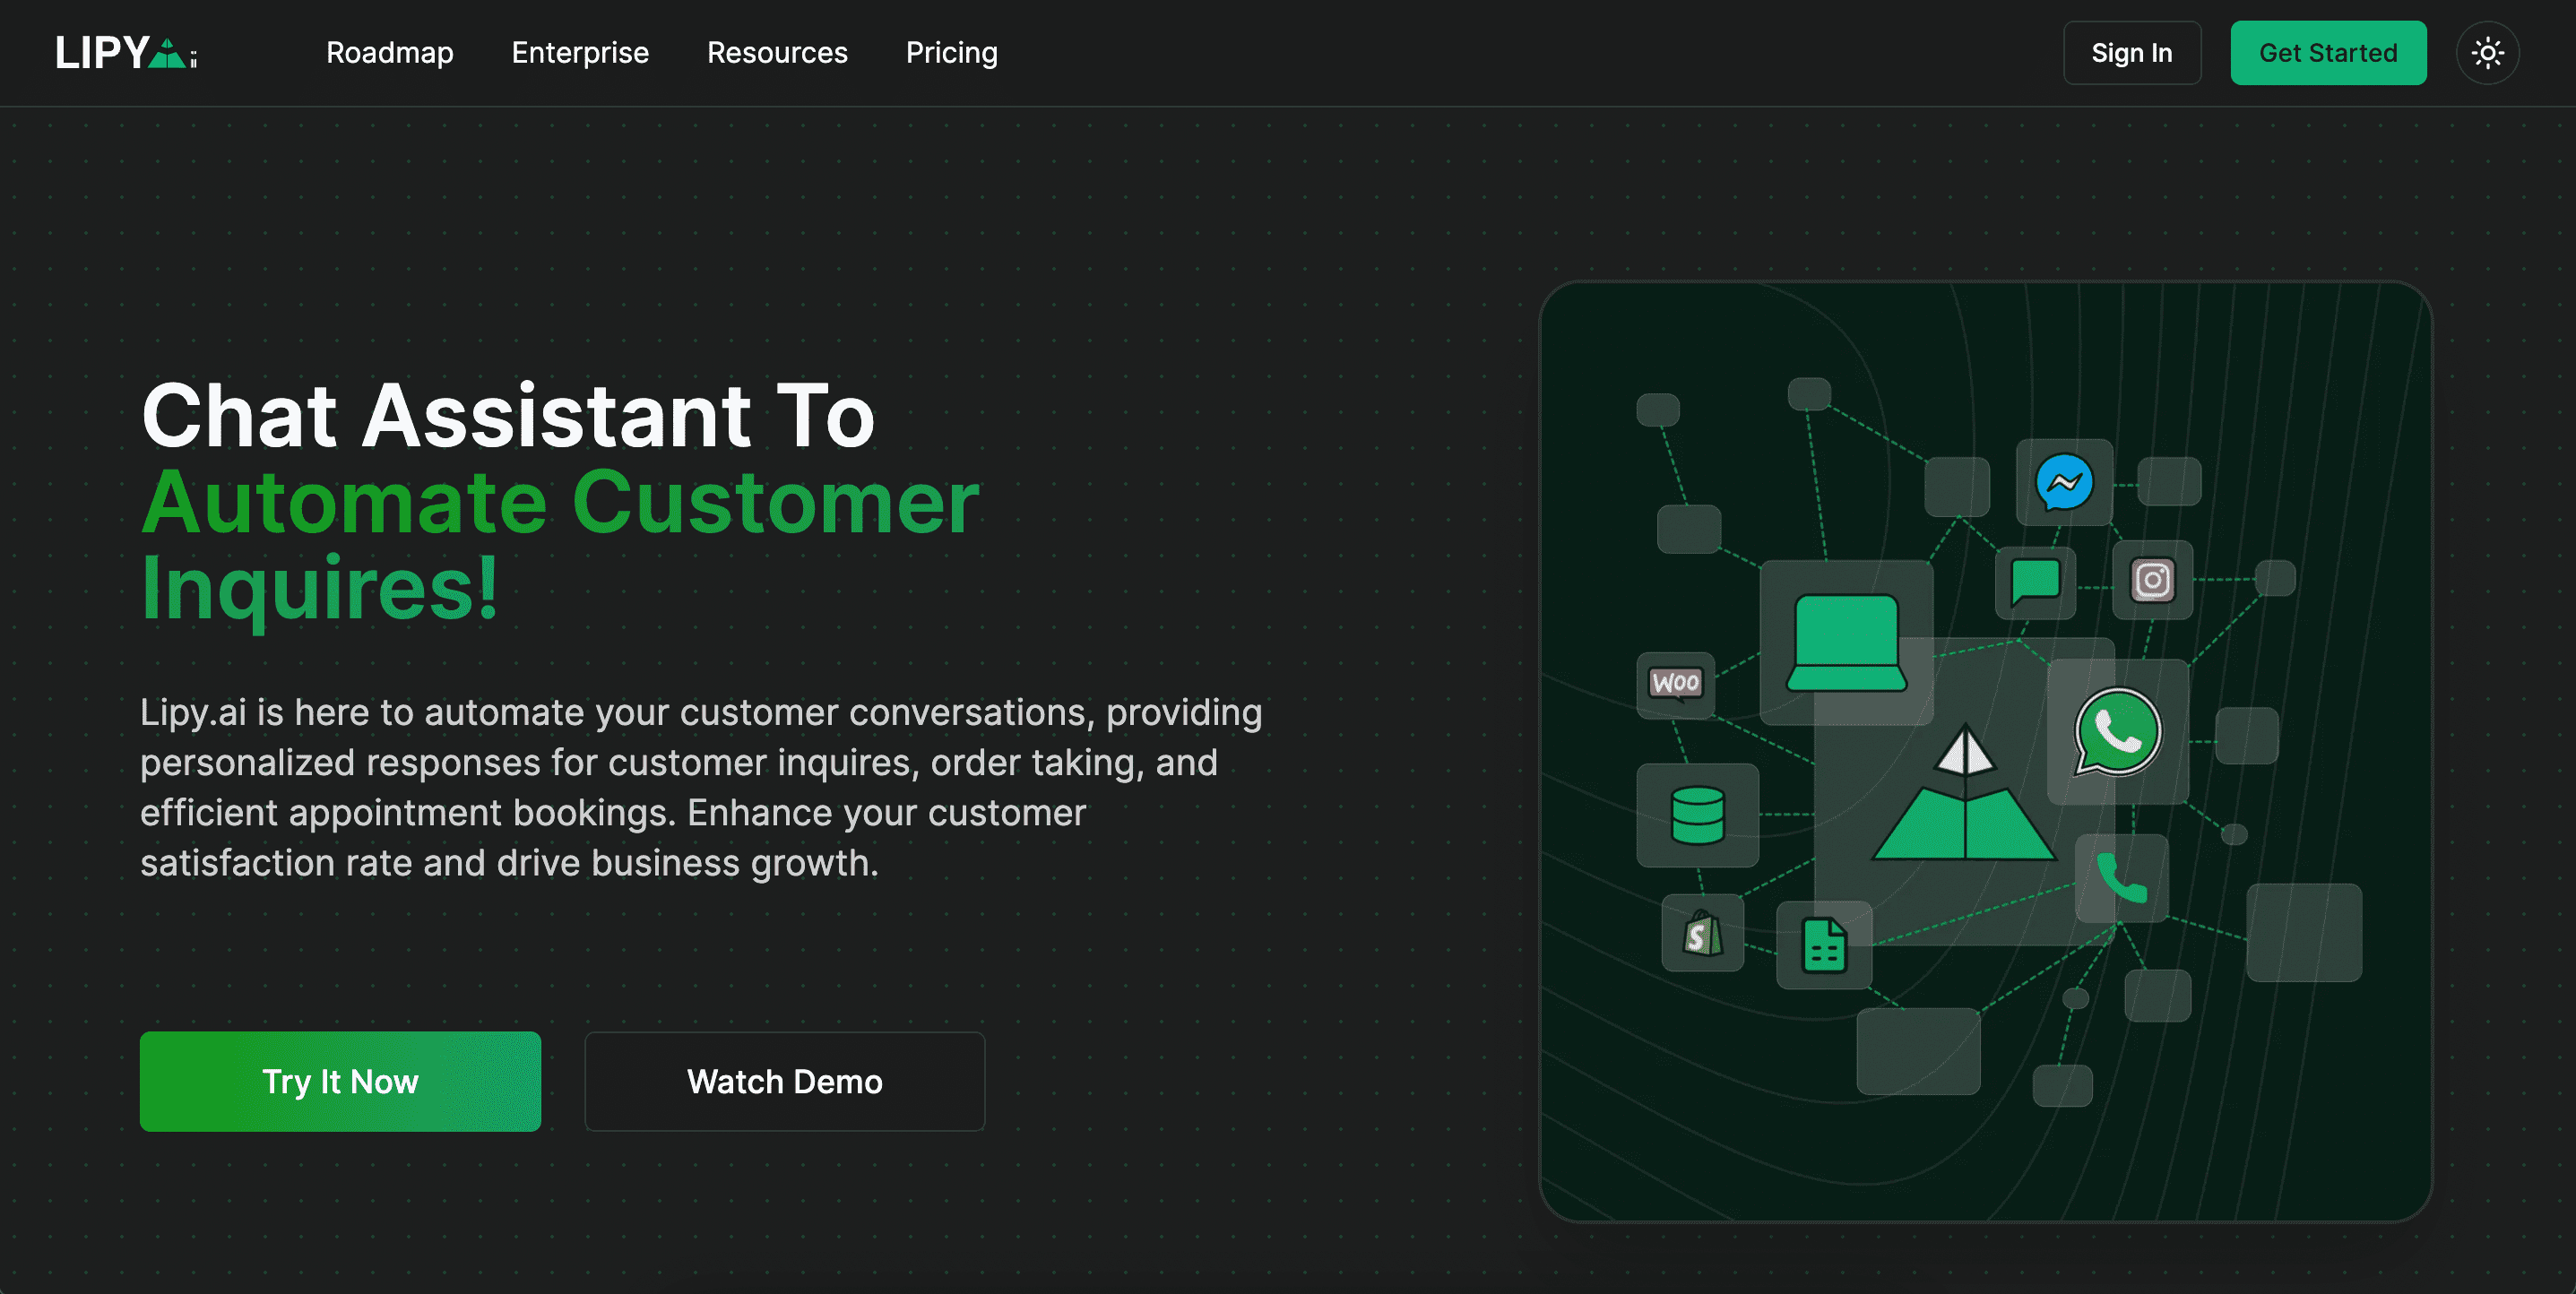 LIPY.ai
Roadmap Enterprise Resources Pricing
Sign In Get Started
Chat Assistant To
Automate Customer
Inquires!
Lipy.ai is here to automate your customer conversations, providing
personalized responses for customer inquires, order taking, and
efficient appointment bookings. Enhance your customer
satisfaction rate and drive business growth.
Try It Now Watch Demo
Woo
S